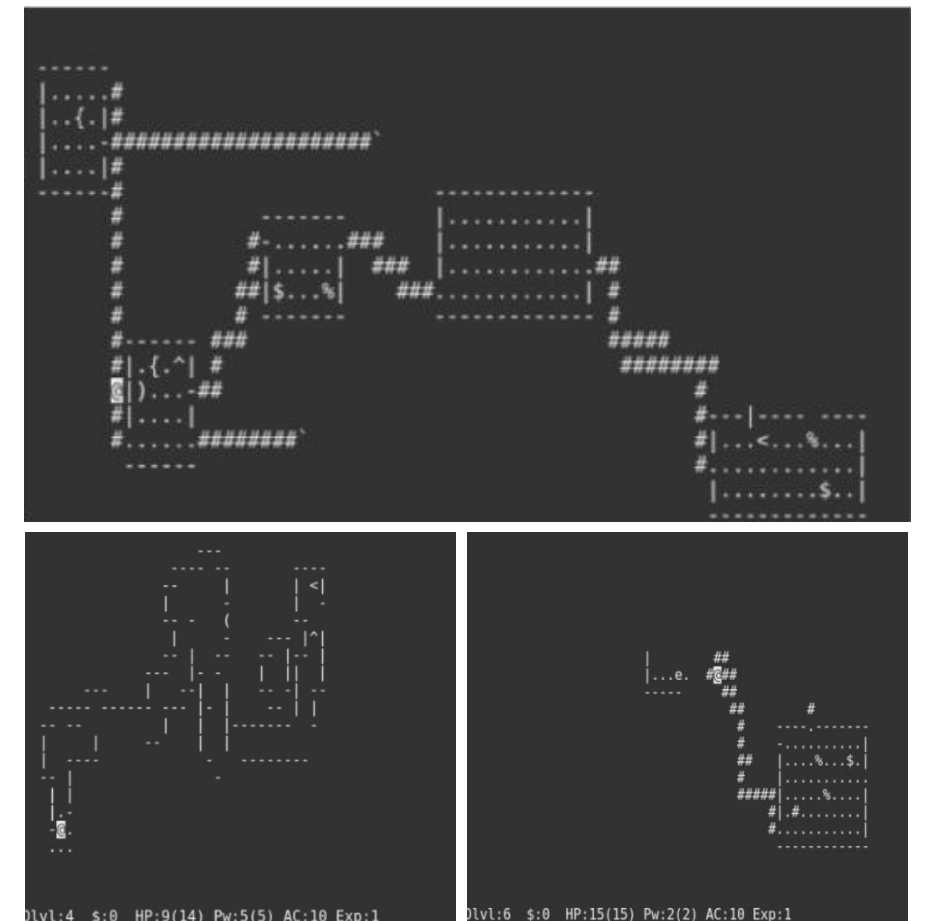 ------
|.....#
|..{.|#
|....-#####################`
|....|#
------#                          -------------
      #           -------       |...........|
      #          #-......###    |...........|
      #          #|.....|  ###  |............##
      #         ##|$...%|    ###............| #
      #         #  -------      ------------- #
      #------ ###                             #####
      #|.{.^| #                                ########
      @|)...-##                                      #
      #|....|                                        #---|---- ----
      #......########`                               #|...<...%...|
       ------                                        #............|
                                                      |........$..|
                                                      -------------
            ---
         ---- --       ----
        --      |      | <|
        |       -      |  -
        -- -    (      --
         |      -   --- |^|
        -- |  --   -- |-- |
      ---  |- -    |  ||  |
---   |   --| |    -- -| --
----- ------ --- |- |    -- | |
-- --         |   | |------- -
|     |     --    | |
|  ----            -  --------
-- |                -
| |
|.-
-@.
...
Dlvl:4 $:0 HP:9(14) Pw:5(5) AC:10 Exp:1
|       ##
|...e.  #@##
-----    ##
          ##       #
           #    ----.-------
           #    -..........|
           ##   |....%...$.|
           #    |...........
           #####|.....%....|
               #|.#........|
               #...........|
                ------------
Dlvl:6 $:0 HP:15(15) Pw:2(2) AC:10 Exp:1